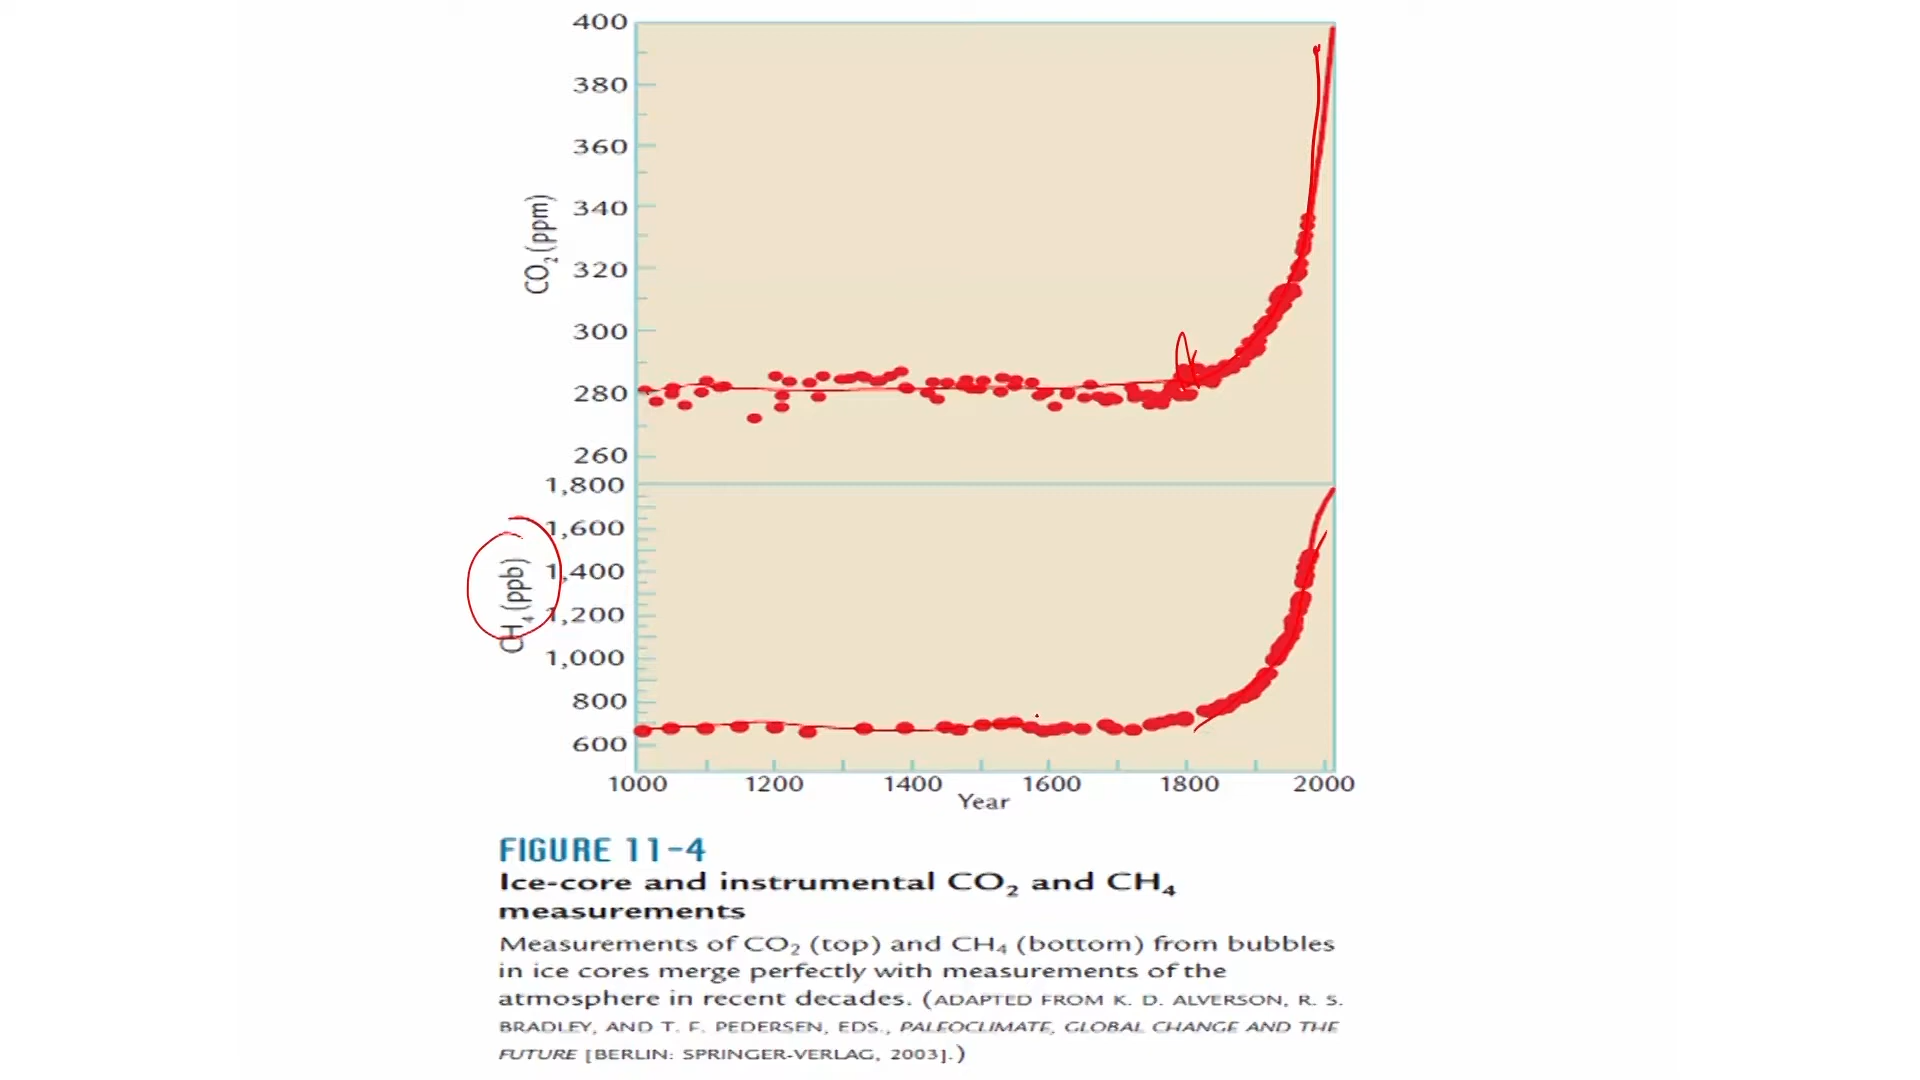 400
380
360
340
320
300
280
260
CO₂ (ppm)
1,800
1,600
1,400
1,200
1,000
800
600
CH₄ (ppb)
1000 1200 1400 1600 1800 2000
Year
FIGURE 11–4
Ice-core and instrumental CO₂ and CH₄
measurements
Measurements of CO₂ (top) and CH₄ (bottom) from bubbles
in ice cores merge perfectly with measurements of the
atmosphere in recent decades. (ADAPTED FROM K. D. ALVERSON, R. S.
BRADLEY, AND T. F. PEDERSEN, EDS., PALEOCLIMATE, GLOBAL CHANGE AND THE
FUTURE [BERLIN: SPRINGER-VERLAG, 2003].)